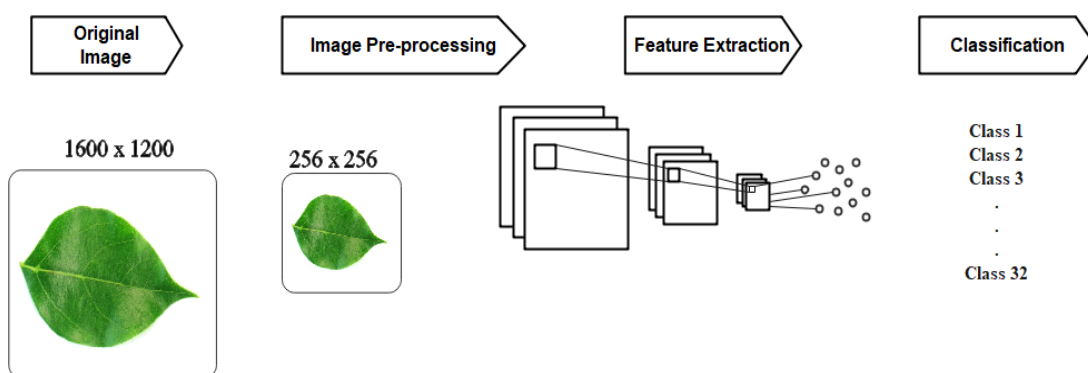 Original
Image
Image Pre-processing
Feature Extraction
Classification
1600 x 1200
256 x 256
Class 1
Class 2
Class 3
.
.
.
Class 32